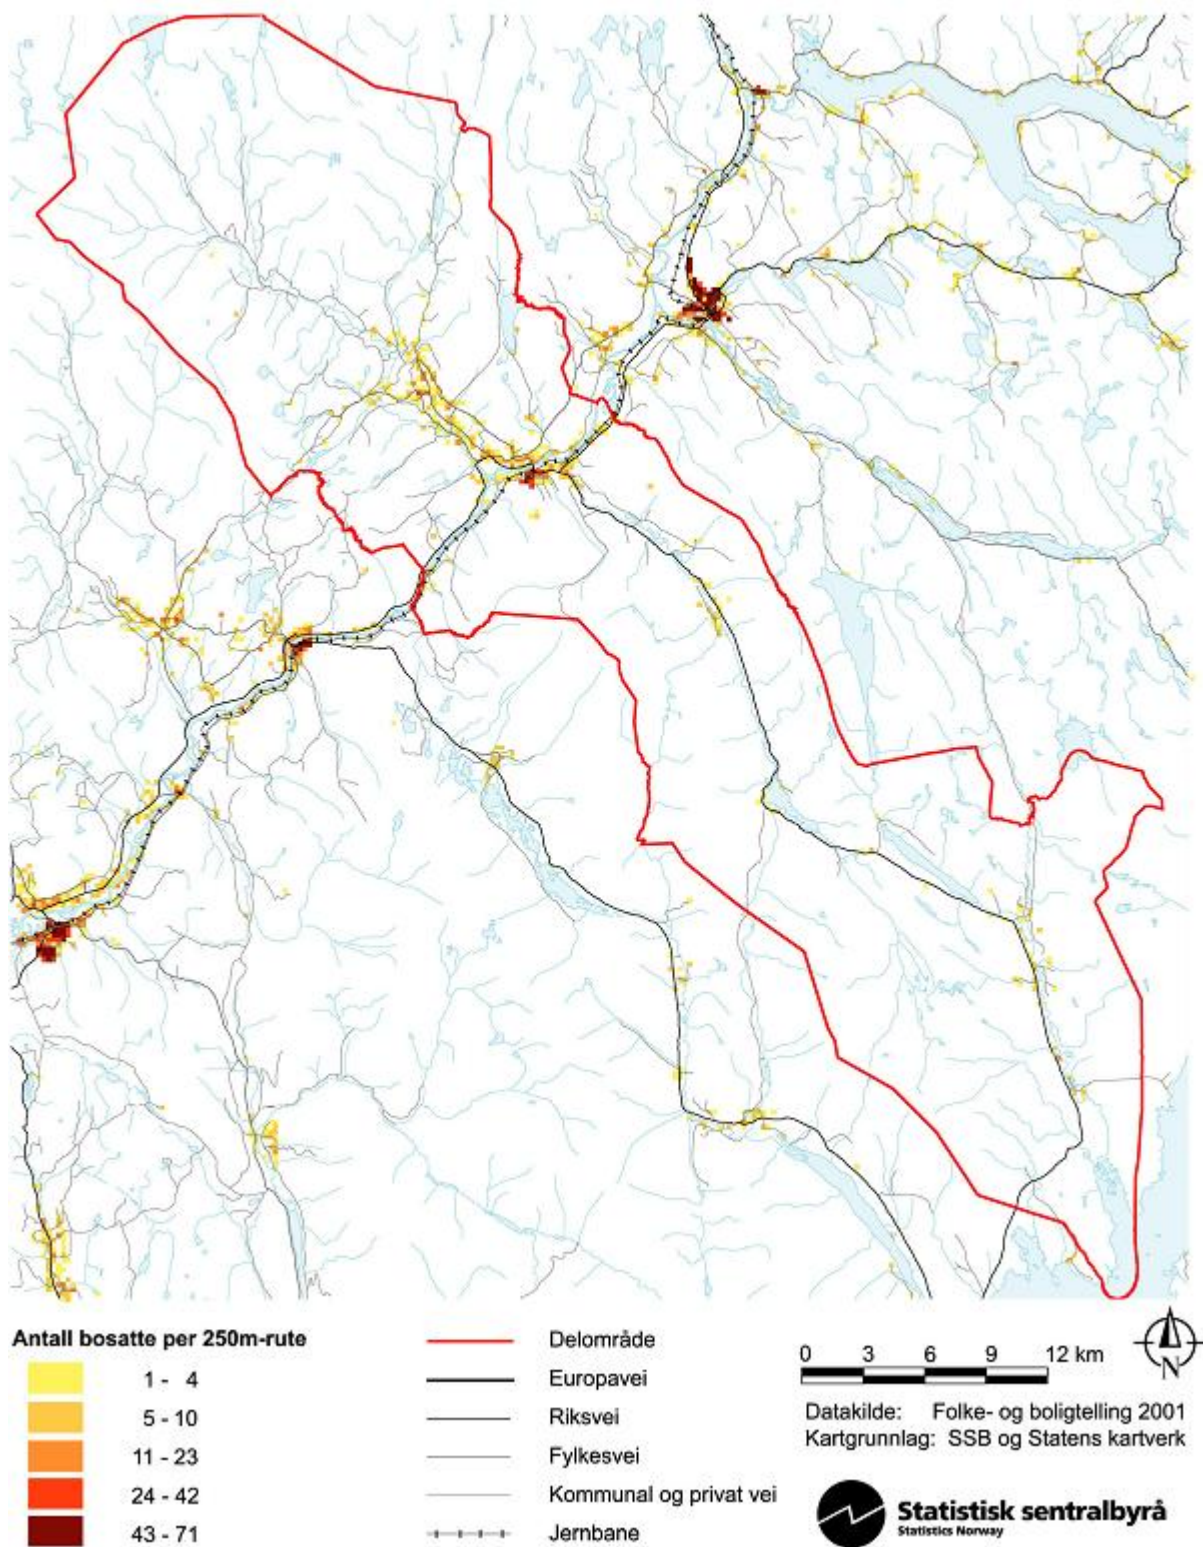 Antall bosatte per 250m-rute
1 - 4
5 - 10
11 - 23
24 - 42
43 - 71
Delområde
Europavei
Riksvei
Fylkesvei
Kommunal og privat vei
Jernbane
0 3 6 9 12 km
N
Datakilde: Folke- og boligtelling 2001
Kartgrunnlag: SSB og Statens kartverk
Statistisk sentralbyrå
Statistics Norway